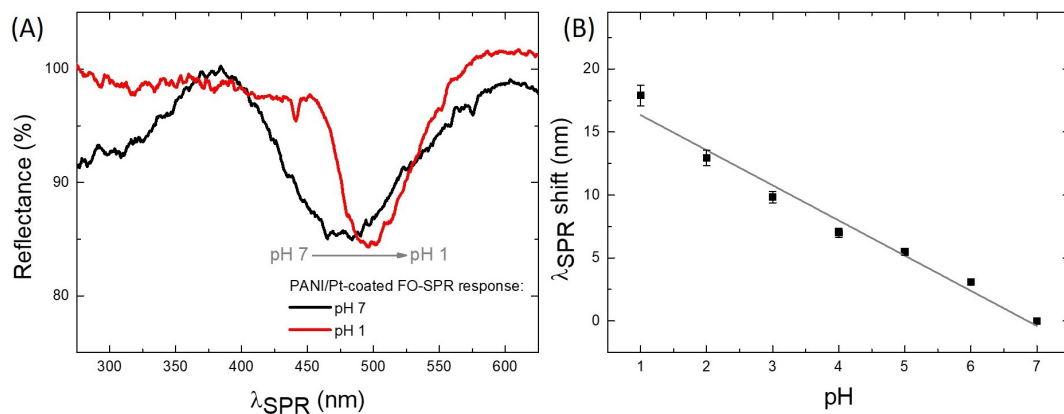 (A)
Reflectance (%)
100
95
90
85
80
300 350 400 450 500 550 600
λSPR (nm)
pH 7 pH 1
PANI/Pt-coated FO-SPR response:
pH 7
pH 1
(B)
λSPR shift (nm)
20
15
10
5
0
1 2 3 4 5 6 7
pH